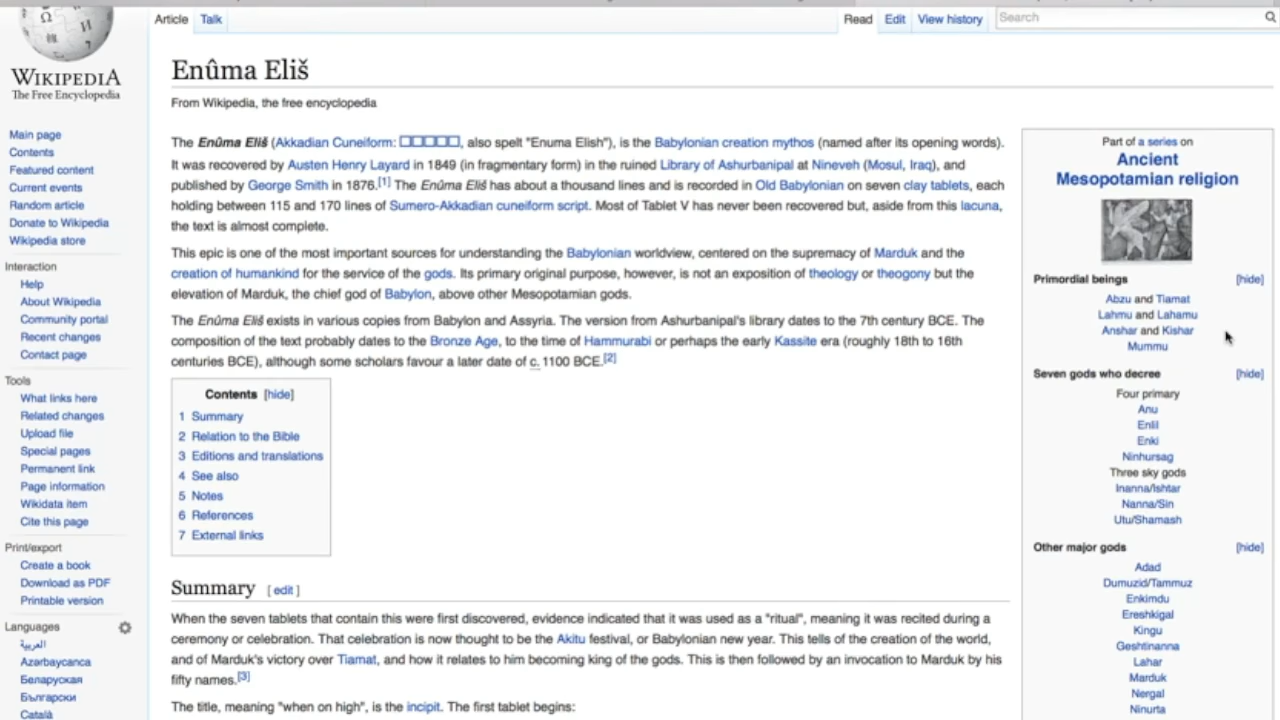 Article Talk Read Edit View history Search
WIKIPEDIA
The Free Encyclopedia
Main page
Contents
Featured content
Current events
Random article
Donate to Wikipedia
Wikipedia store
Interaction
Help
About Wikipedia
Community portal
Recent changes
Contact page
Tools
What links here
Related changes
Upload file
Special pages
Permanent link
Page information
Wikidata item
Cite this page
Print/export
Create a book
Download as PDF
Printable version
Languages
العربية
Azərbaycanca
Беларуская
Български
Català
Enûma Eliš
From Wikipedia, the free encyclopedia
The Enûma Eliš (Akkadian Cuneiform: □□□□□, also spelt "Enuma Elish"), is the Babylonian creation mythos (named after its opening words).
It was recovered by Austen Henry Layard in 1849 (in fragmentary form) in the ruined Library of Ashurbanipal at Nineveh (Mosul, Iraq), and
published by George Smith in 1876.[1] The Enûma Eliš has about a thousand lines and is recorded in Old Babylonian on seven clay tablets, each
holding between 115 and 170 lines of Sumero-Akkadian cuneiform script. Most of Tablet V has never been recovered but, aside from this lacuna,
the text is almost complete.
This epic is one of the most important sources for understanding the Babylonian worldview, centered on the supremacy of Marduk and the
creation of humankind for the service of the gods. Its primary original purpose, however, is not an exposition of theology or theogony but the
elevation of Marduk, the chief god of Babylon, above other Mesopotamian gods.
The Enûma Eliš exists in various copies from Babylon and Assyria. The version from Ashurbanipal's library dates to the 7th century BCE. The
composition of the text probably dates to the Bronze Age, to the time of Hammurabi or perhaps the early Kassite era (roughly 18th to 16th
centuries BCE), although some scholars favour a later date of c. 1100 BCE.[2]
Contents [hide]
1 Summary
2 Relation to the Bible
3 Editions and translations
4 See also
5 Notes
6 References
7 External links
Summary [ edit ]
When the seven tablets that contain this were first discovered, evidence indicated that it was used as a "ritual", meaning it was recited during a
ceremony or celebration. That celebration is now thought to be the Akitu festival, or Babylonian new year. This tells of the creation of the world,
and of Marduk's victory over Tiamat, and how it relates to him becoming king of the gods. This is then followed by an invocation to Marduk by his
fifty names.[3]
The title, meaning "when on high", is the incipit. The first tablet begins:
Part of a series on
Ancient
Mesopotamian religion
Primordial beings [hide]
Abzu and Tiamat
Lahmu and Lahamu
Anshar and Kishar
Mummu
Seven gods who decree [hide]
Four primary
Anu
Enlil
Enki
Ninhursag
Three sky gods
Inanna/Ishtar
Nanna/Sin
Utu/Shamash
Other major gods [hide]
Adad
Dumuzid/Tammuz
Enkimdu
Ereshkigal
Kingu
Geshtinanna
Lahar
Marduk
Nergal
Ninurta